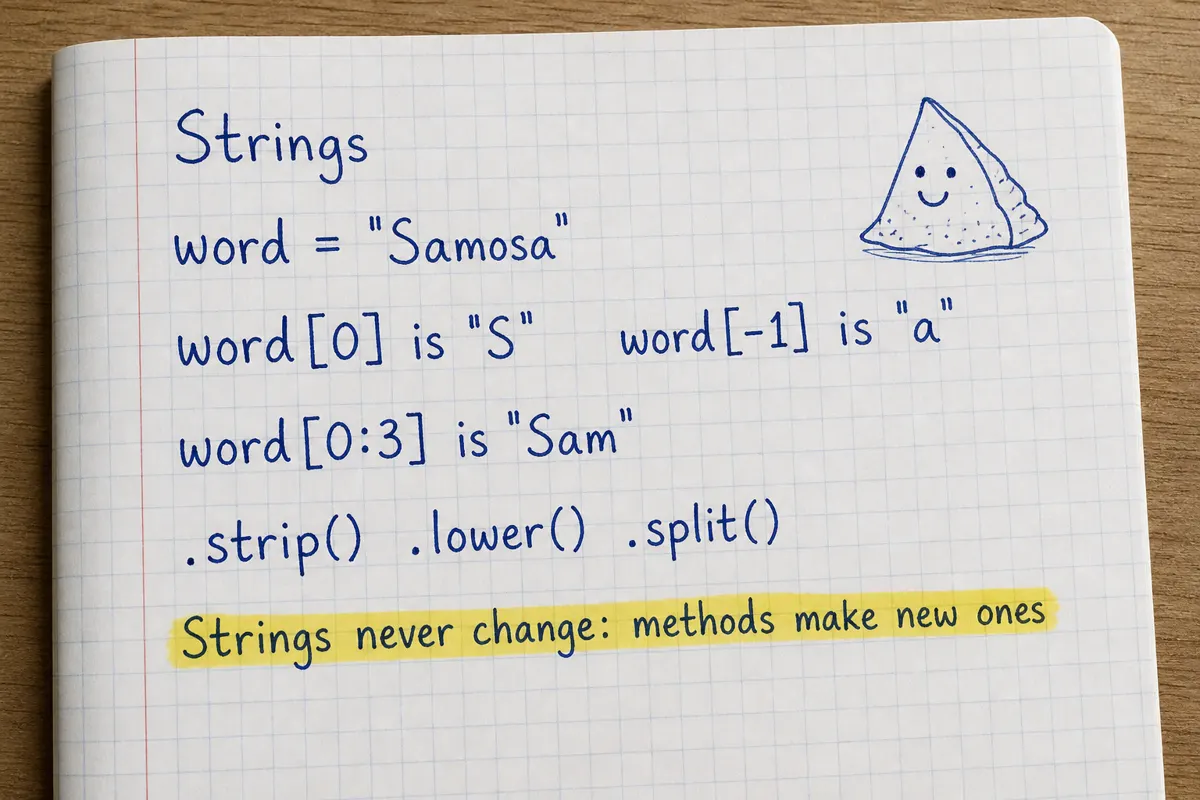 Strings
word = "Samosa"
word[0] is "S" word[-1] is "a"
word[0:3] is "Sam"
.strip() .lower() .split()
Strings never change: methods make new ones